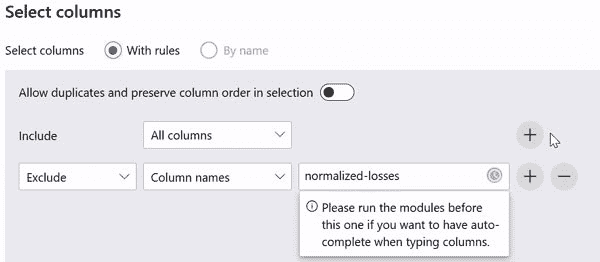 Select columns
Select columns With rules By name
Allow duplicates and preserve column order in selection
Include All columns
Exclude Column names normalized-losses
Please run the modules before
this one if you want to have auto-
complete when typing columns.